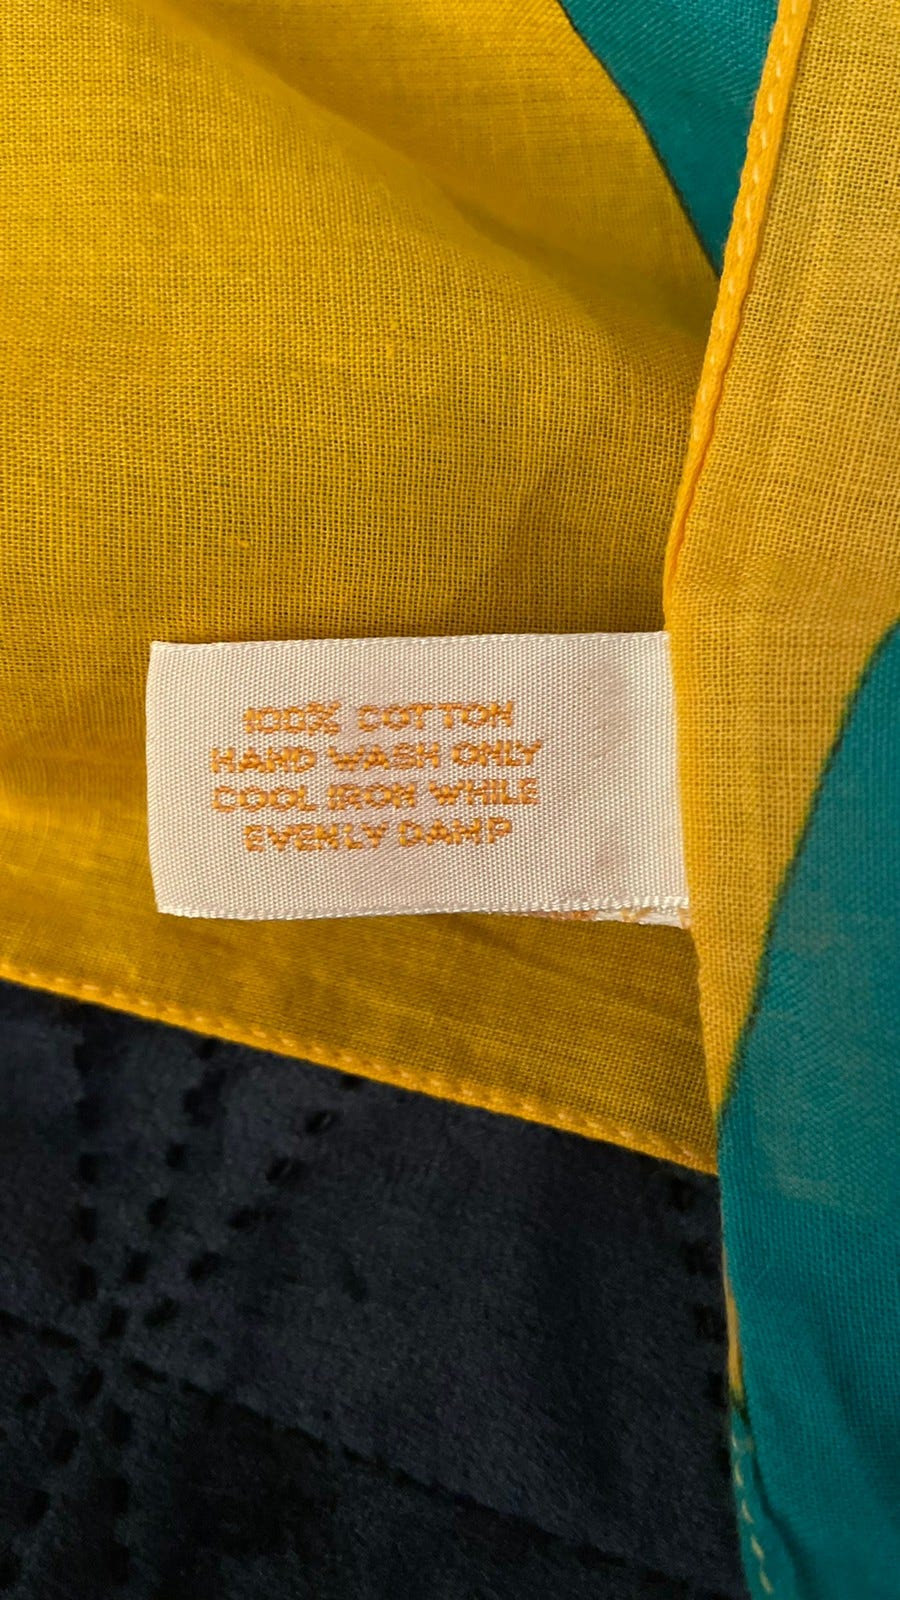 100% COTTON
HAND WASH ONLY
COOL IRON WHILE
EVENLY DAMP